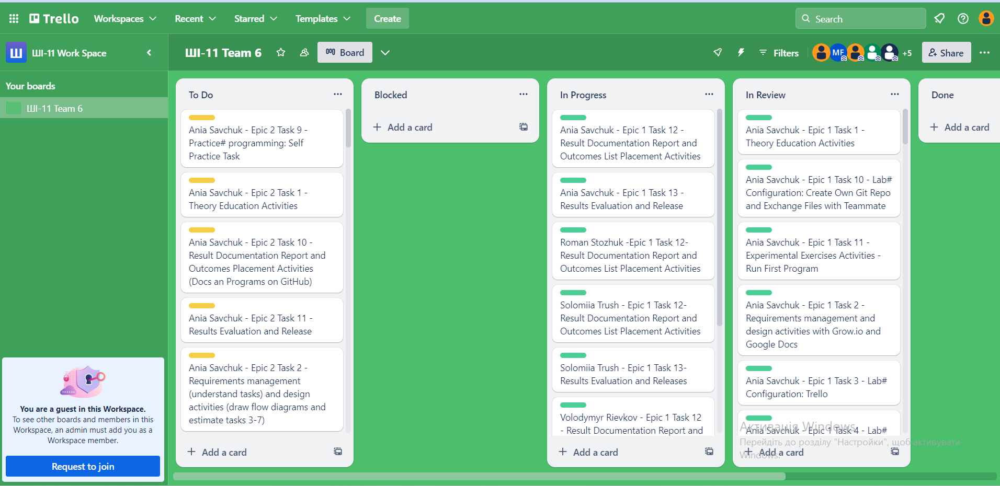 Trello
Workspaces
Recent
Starred
Templates
Create
Search
Ш
ШІ-11 Work Space
ШІ-11 Team 6
Board
Filters
MF
+5
Share
Your boards
ШІ-11 Team 6
You are a guest in this Workspace.
To see other boards and members in this
Workspace, an admin must add you as a
Workspace member.
Request to join
To Do
Ania Savchuk - Epic 2 Task 9 -
Practice# programming: Self
Practice Task
Ania Savchuk - Epic 2 Task 1 -
Theory Education Activities
Ania Savchuk - Epic 2 Task 10 -
Result Documentation Report and
Outcomes Placement Activities
(Docs an Programs on GitHub)
Ania Savchuk - Epic 2 Task 11 -
Results Evaluation and Release
Ania Savchuk - Epic 2 Task 2 -
Requirements management
(understand tasks) and design
activities (draw flow diagrams and
estimate tasks 3-7)
Add a card
Blocked
Add a card
In Progress
Ania Savchuk - Epic 1 Task 12 -
Result Documentation Report and
Outcomes List Placement Activities
Ania Savchuk - Epic 1 Task 13 -
Results Evaluation and Release
Roman Stozhuk -Epic 1 Task 12-
Result Documentation Report and
Outcomes List Placement Activities
Solomiia Trush - Epic 1 Task 12-
Result Documentation Report and
Outcomes List Placement Activities
Solomiia Trush - Epic 1 Task 13-
Results Evaluation and Releases
Volodymyr Rievkov - Epic 1 Task 12
- Result Documentation Report and
Add a card
In Review
Ania Savchuk - Epic 1 Task 1 -
Theory Education Activities
Ania Savchuk - Epic 1 Task 10 - Lab#
Configuration: Create Own Git Repo
and Exchange Files with Teammate
Ania Savchuk - Epic 1 Task 11 -
Experimental Exercises Activities -
Run First Program
Ania Savchuk - Epic 1 Task 2 -
Requirements management and
design activities with Grow.io and
Google Docs
Ania Savchuk - Epic 1 Task 3 - Lab#
Configuration: Trello
Ania Savchuk - Epic 1 Task 4 - Lab#
Add a card
Done
Add a card
Активація Windows
Перейдіть до розділу "Настройки", щоб активувати
Windows.